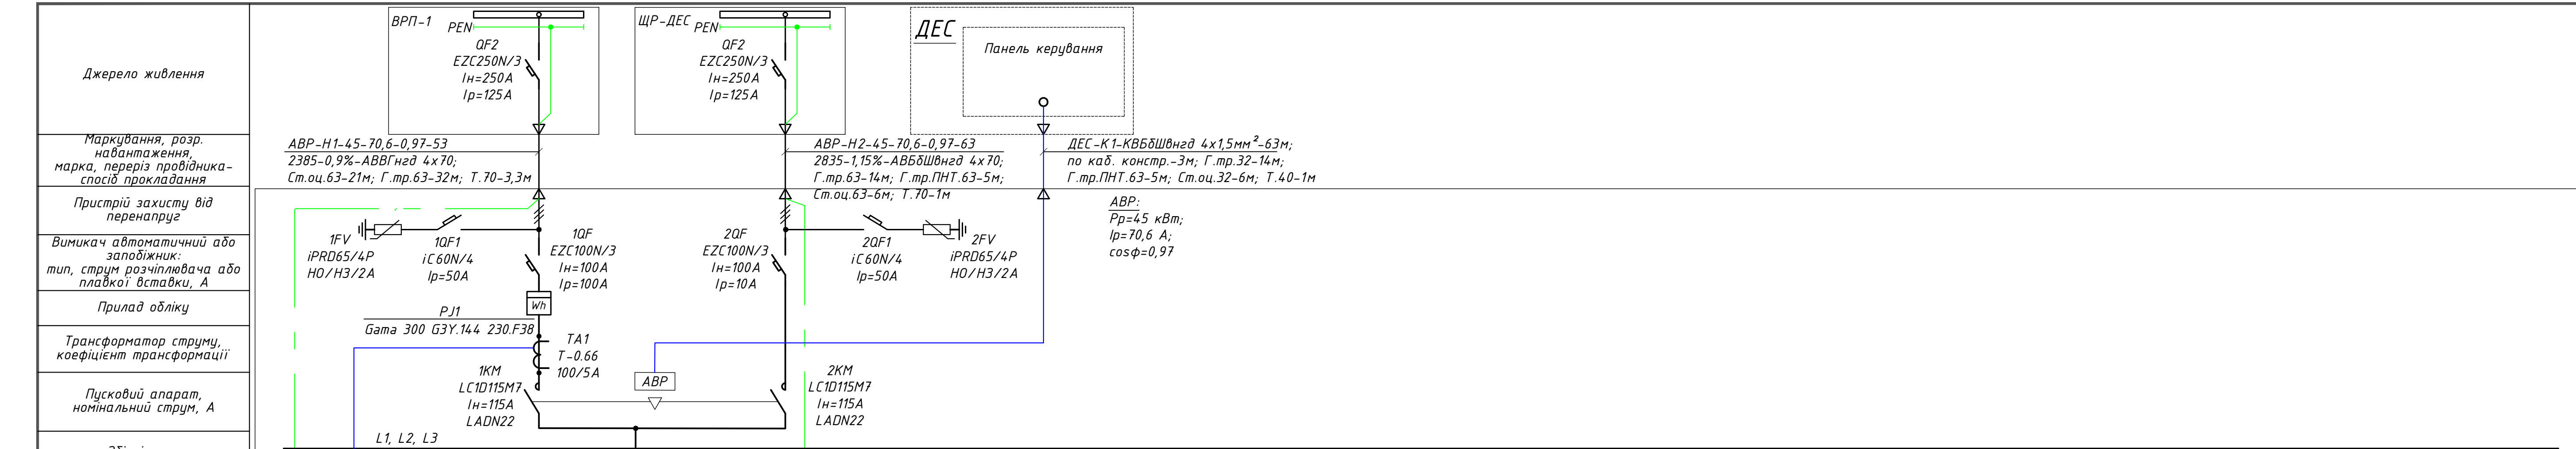 Джерело живлення
Маркування, розр.
навантаження,
марка, переріз провідника-
спосіб прокладання
Пристрій захисту від
перенапруг
Вимикач автоматичний або
запобіжник:
тип, струм розчіплювача або
плавкої вставки, А
Прилад обліку
Трансформатор струму,
коефіцієнт трансформації
Пусковий апарат,
номінальний струм, А
ВРП-1
PEN
QF2
EZC250N/3
Iн=250А
Iр=125А
ЩР-ДЕС
PEN
QF2
EZC250N/3
Iн=250А
Iр=125А
ДЕС
Панель керування
АВР-Н1-45-70,6-0,97-53
2385-0,9%-АВВГнгд 4х70;
Ст.оц.63-21м; Г.тр.63-32м; Т.70-3,3м
АВР-Н2-45-70,6-0,97-63
2835-1,15%-АВБбШвнгд 4х70;
Г.тр.63-14м; Г.тр.ПНТ.63-5м;
Ст.оц.63-6м; Т.70-1м
ДЕС-К1-КВБбШвнгд 4х1,5мм²-63м;
по каб. констр.-3м; Г.тр.32-14м;
Г.тр.ПНТ.63-5м; Ст.оц.32-6м; Т.40-1м
АВР:
Рр=45 кВт;
Iр=70,6 А;
cosφ=0,97
1FV
iPRD65/4P
НО/НЗ/2А
1QF1
iC60N/4
Iр=50А
1QF
EZC100N/3
Iн=100А
Iр=100А
2QF
EZC100N/3
Iн=100А
Iр=10А
2QF1
iC60N/4
Iр=50А
2FV
iPRD65/4P
НО/НЗ/2А
Wh
PJ1
Gama 300 G3Y.144 230.F38
TA1
T-0.66
100/5А
1КМ
LC1D115M7
Iн=115А
LADN22
АВР
2КМ
LC1D115M7
Iн=115А
LADN22
L1, L2, L3